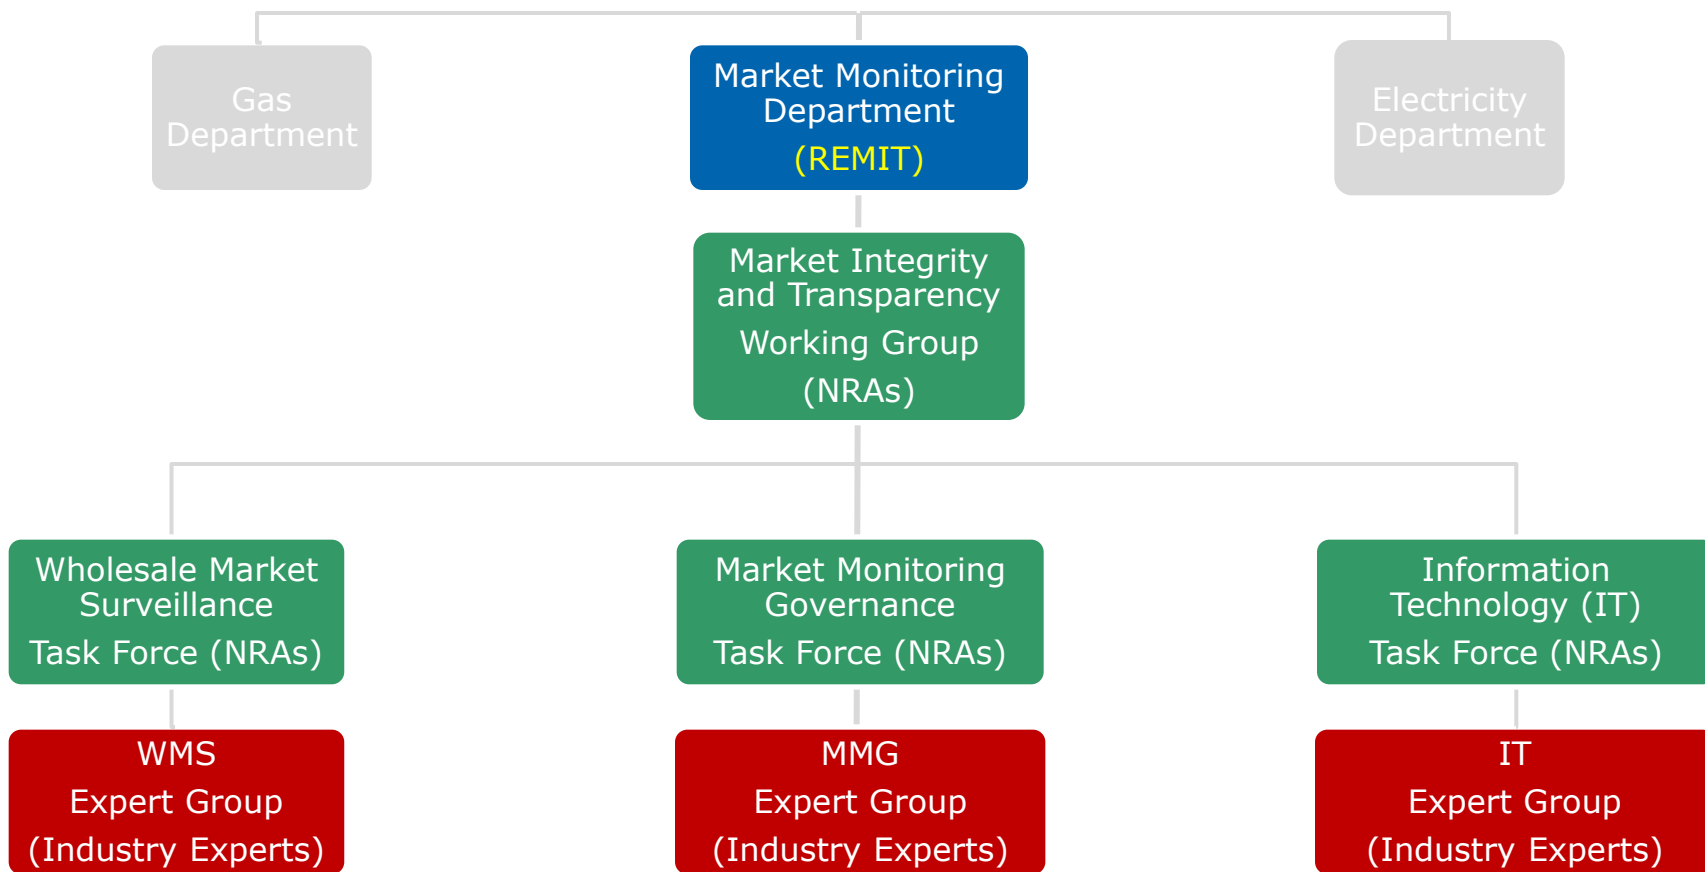 Gas
Department
Market Monitoring
Department
(REMIT)
Electricity
Department
Market Integrity
and Transparency
Working Group
(NRAs)
Wholesale Market
Surveillance
Task Force (NRAs)
Market Monitoring
Governance
Task Force (NRAs)
Information
Technology (IT)
Task Force (NRAs)
WMS
Expert Group
(Industry Experts)
MMG
Expert Group
(Industry Experts)
IT
Expert Group
(Industry Experts)